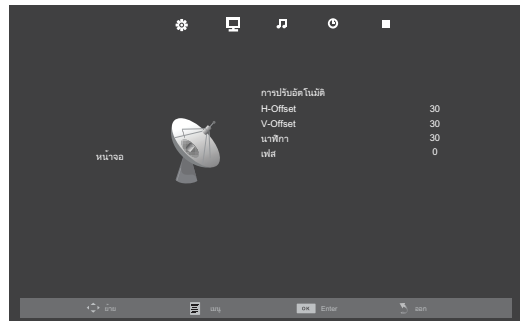 การปรับอัตโนมัติ
H-Offset 30
V-Offset 30
นาฬิกา 30
เฟส 0
หน้าจอ
ย้าย เมนู OK Enter ออก